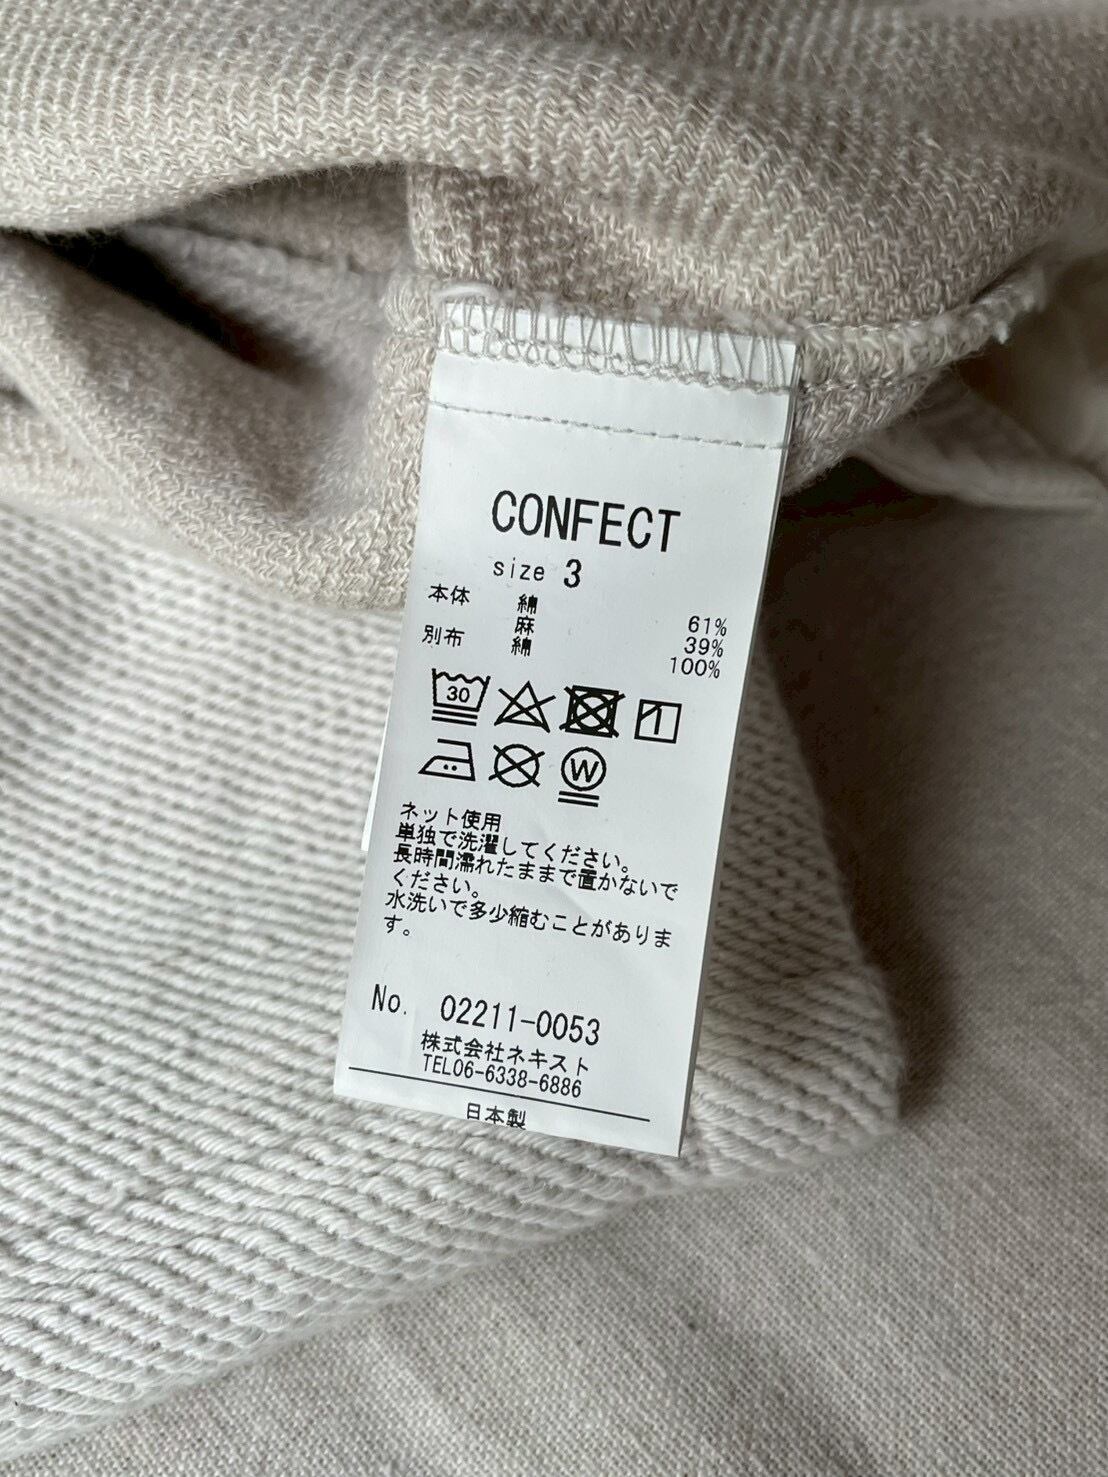 CONFECT
size 3
本体 綿 61%
麻 39%
別布 綿 100%
30
1
W
ネット使用
単独で洗濯してください。
長時間濡れたままで置かないで
ください。
水洗いで多少縮むことがありま
す。
No. 02211-0053
株式会社ネキスト
TEL06-6338-6886
日本製